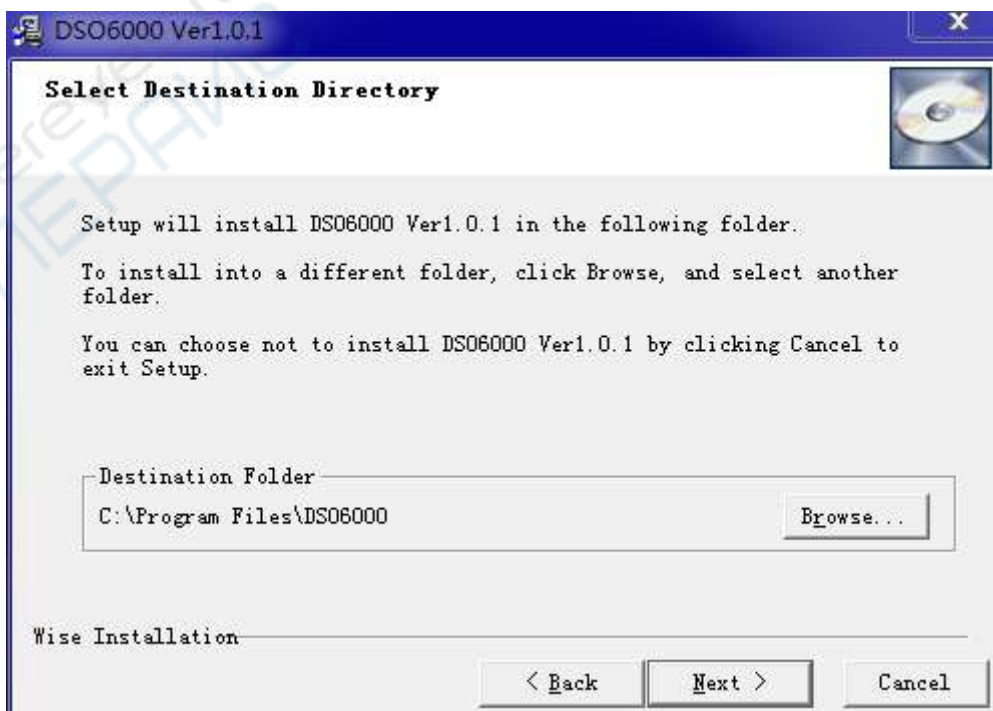 DSO6000 Ver1.0.1
Select Destination Directory
Setup will install DSO6000 Ver1.0.1 in the following folder.
To install into a different folder, click Browse, and select another
folder.
You can choose not to install DSO6000 Ver1.0.1 by clicking Cancel to
exit Setup.
Destination Folder
C:\Program Files\DSO6000
Browse...
Wise Installation
< Back
Next >
Cancel